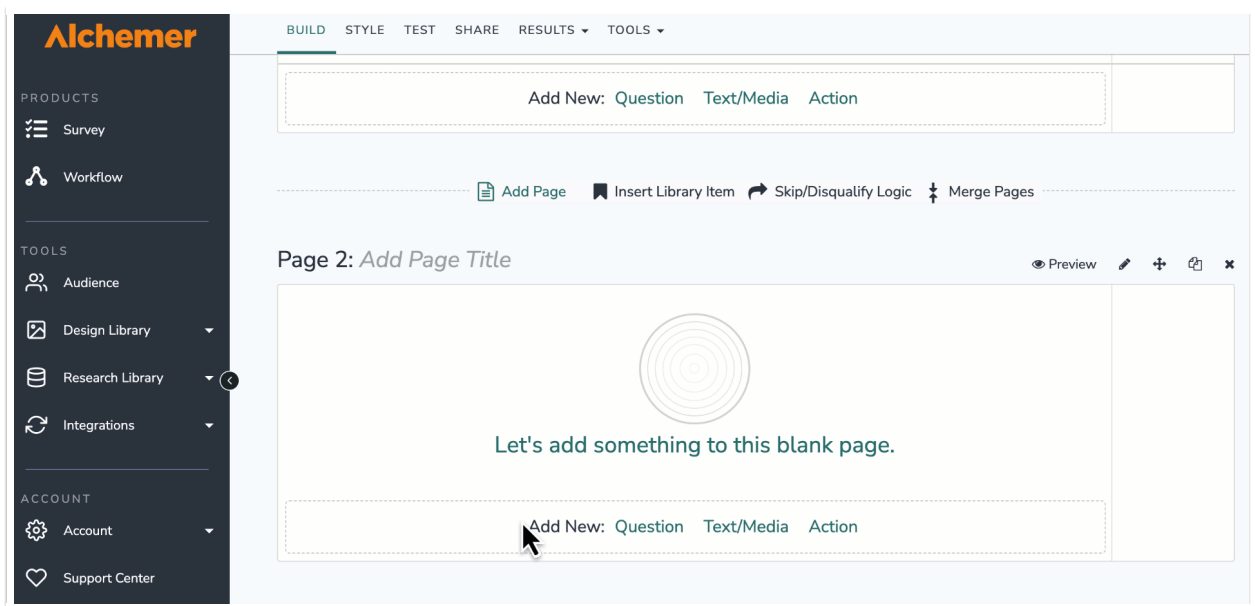 Alchemer
BUILD STYLE TEST SHARE RESULTS TOOLS
PRODUCTS
Survey
Workflow
TOOLS
Audience
Design Library
Research Library
Integrations
ACCOUNT
Account
Support Center
Add New: Question Text/Media Action
Add Page Insert Library Item Skip/Disqualify Logic Merge Pages
Page 2: Add Page Title
Preview
Let's add something to this blank page.
Add New: Question Text/Media Action